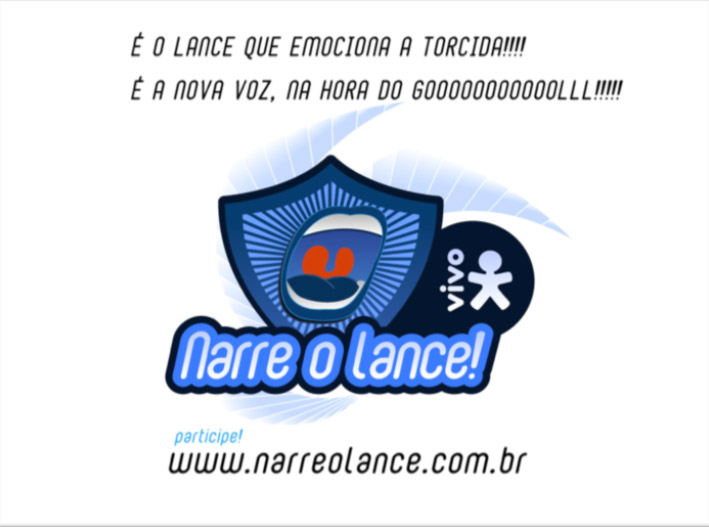 É O LANCE QUE EMOCIONA A TORCIDA!!!!
É A NOVA VOZ, NA HORA DO GOOOOOOOOOOOLLL!!!!!
vivo
Narre o lance!
participe!
www.narreolance.com.br